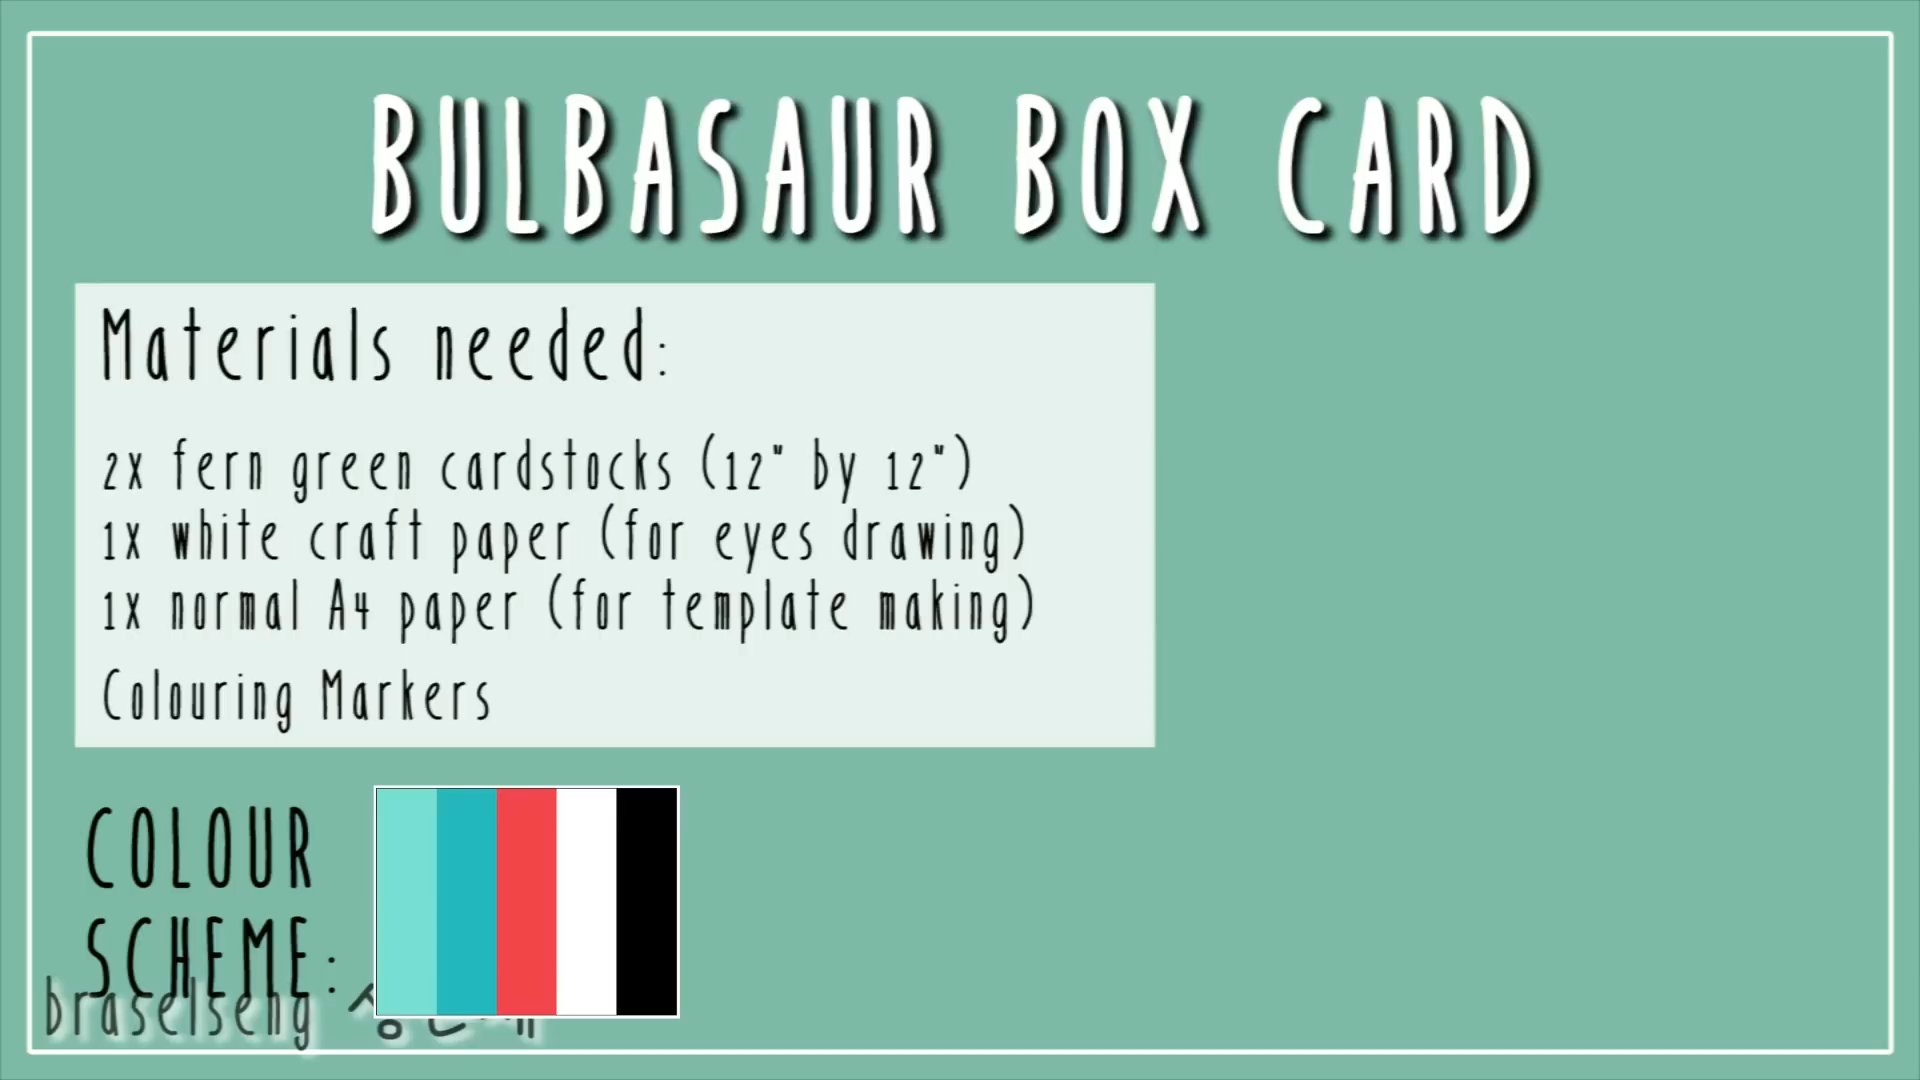 BULBASAUR BOX CARD
Materials needed:
2x fern green cardstocks (12" by 12")
1x white craft paper (for eyes drawing)
1x normal A4 paper (for template making)
Colouring Markers
COLOUR
SCHEME:
braselseng